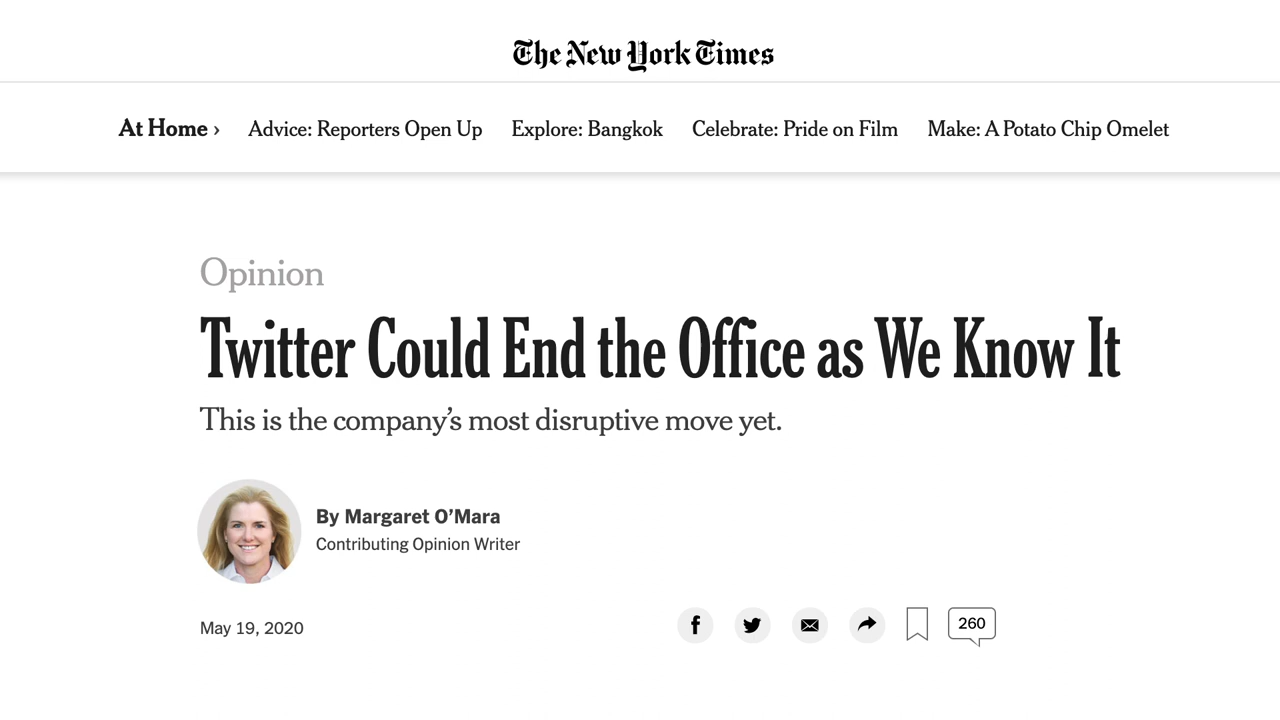 The New York Times
At Home › Advice: Reporters Open Up Explore: Bangkok Celebrate: Pride on Film Make: A Potato Chip Omelet
Opinion
Twitter Could End the Office as We Know It
This is the company’s most disruptive move yet.
By Margaret O’Mara
Contributing Opinion Writer
May 19, 2020
260